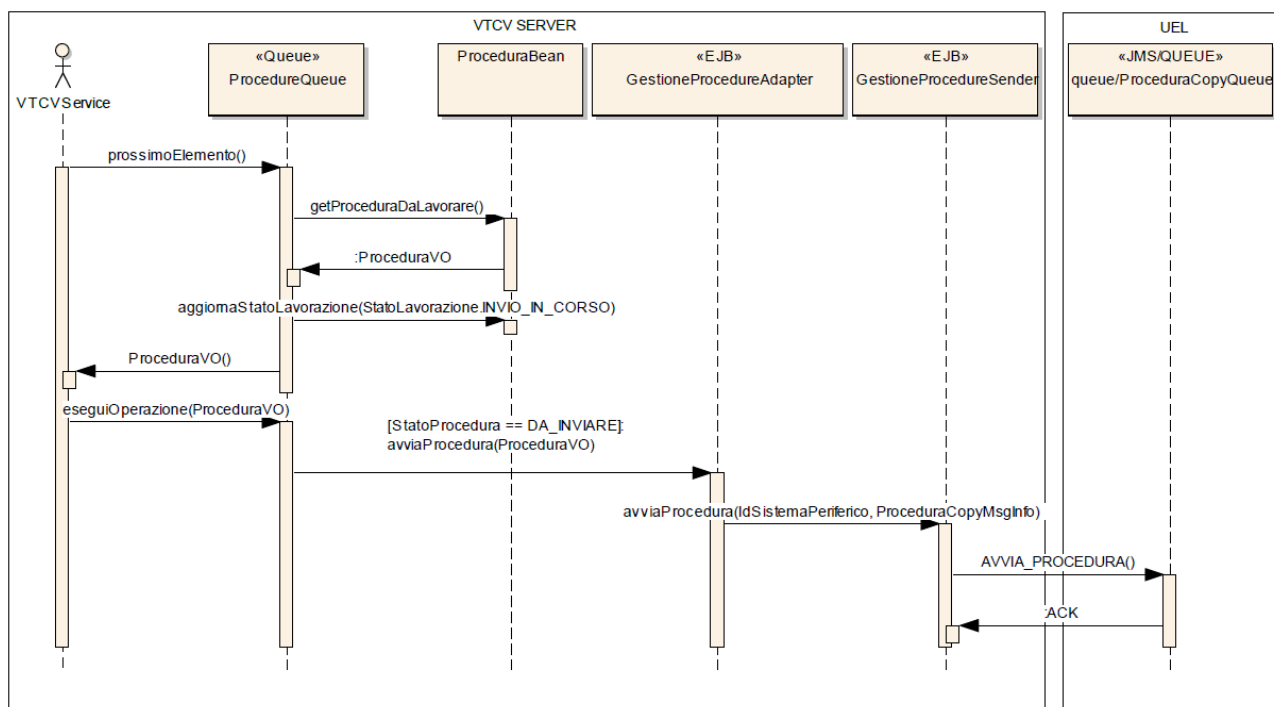 VTCV SERVER
UEL
VTCVService
«Queue»
ProcedureQueue
ProceduraBean
«EJB»
GestioneProcedureAdapter
«EJB»
GestioneProcedureSender
«JMS/QUEUE»
queue/ProceduraCopyQueue
prossimoElemento()
getProceduraDaLavorare()
:ProceduraVO
aggiornaStatoLavorazione(StatoLavorazione.INVIO_IN_CORSO)
ProceduraVO()
eseguiOperazione(ProceduraVO)
[StatoProcedura == DA_INVIARE]:
avviaProcedura(ProceduraVO)
avviaProcedura(IdSistemaPeriferico, ProceduraCopyMsgInfo)
AVVIA_PROCEDURA()
:ACK